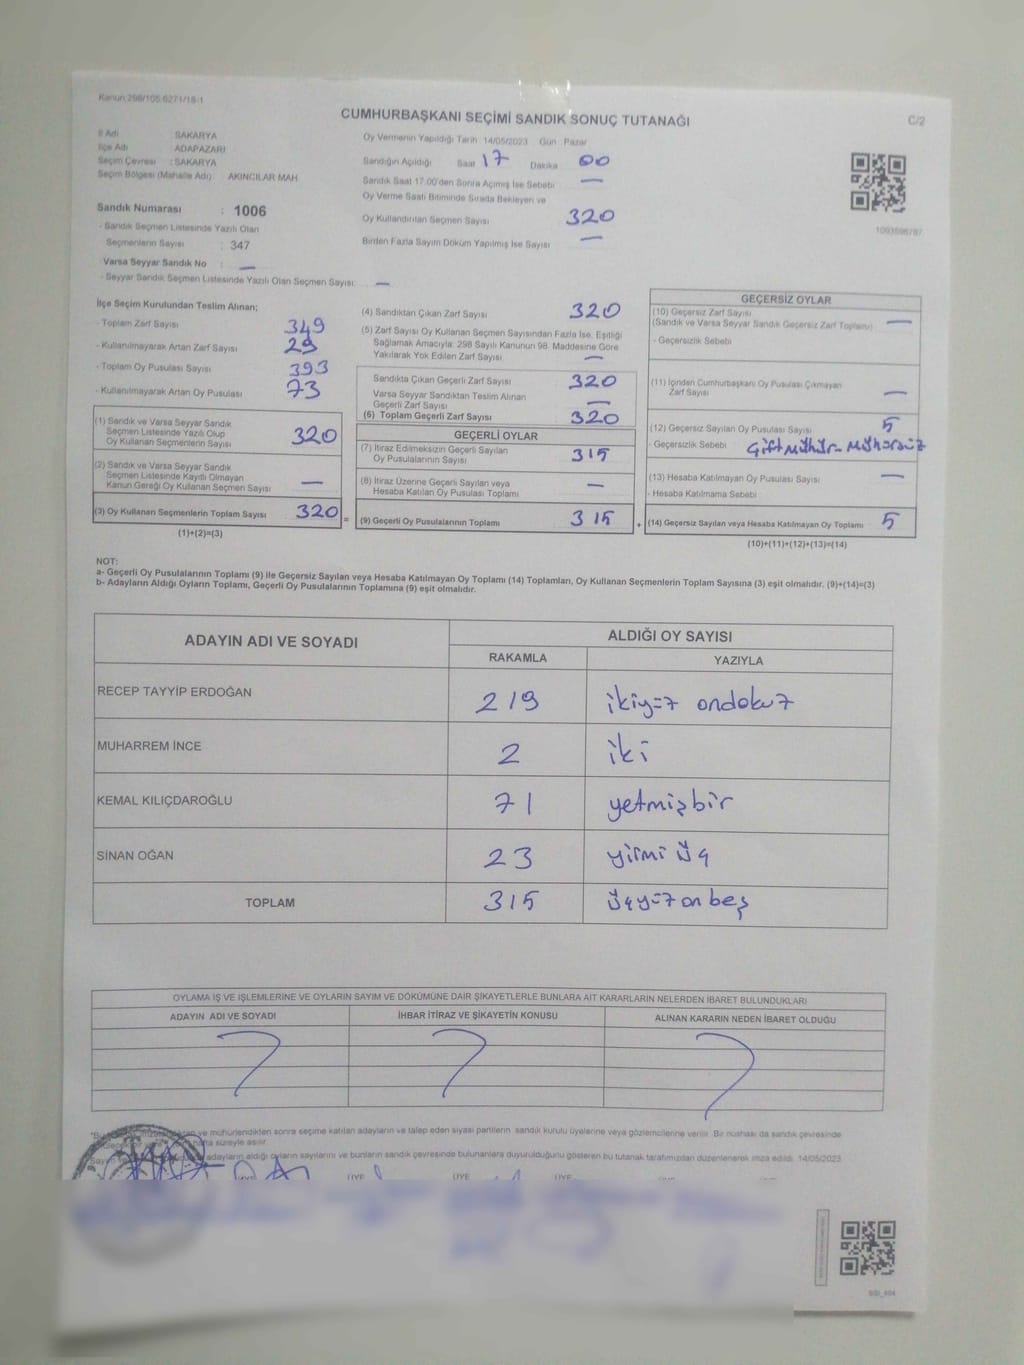 Kanun:298/105-6271/18-1
CUMHURBAŞKANI SEÇİMİ SANDIK SONUÇ TUTANAĞI
C/2
İl Adı SAKARYA
İlçe Adı ADAPAZARI
Seçim Çevresi : SAKARYA
Seçim Bölgesi (Mahalle Adı) AKINCILAR MAH
Sandık Numarası : 1006
- Sandık Seçmen Listesinde Yazılı Olan
Seçmenlerin Sayısı : 347
Varsa Seyyar Sandık No : —
- Seyyar Sandık Seçmen Listesinde Yazılı Olan Seçmen Sayısı: —
Oy Vermenin Yapıldığı Tarih 14/05/2023 Gün Pazar
Sandığın Açıldığı Saat 17 Dakika 00
Sandık Saat 17:00'den Sonra Açılmış İse Sebebi —
Oy Verme Saati Bitiminde Sırada Bekleyen ve
Oy Kullandırılan Seçmen Sayısı 320
Birden Fazla Sayım Döküm Yapılmış İse Sayısı —
İlçe Seçim Kurulundan Teslim Alınan;
- Toplam Zarf Sayısı 349
- Kullanılmayarak Artan Zarf Sayısı 29
- Toplam Oy Pusulası Sayısı 393
- Kullanılmayarak Artan Oy Pusulası 73
(1) Sandık ve Varsa Seyyar Sandık
Seçmen Listesinde Yazılı Olup
Oy Kullanan Seçmenlerin Sayısı 320
(2) Sandık ve Varsa Seyyar Sandık
Seçmen Listesinde Kayıtlı Olmayan
Kanun Gereği Oy Kullanan Seçmen Sayısı —
(3) Oy Kullanan Seçmenlerin Toplam Sayısı 320 =
(1)+(2)=(3)
(4) Sandıktan Çıkan Zarf Sayısı 320
(5) Zarf Sayısı Oy Kullanan Seçmen Sayısından Fazla İse, Eşitliği
Sağlamak Amacıyla; 298 Sayılı Kanunun 98. Maddesine Göre
Yakılarak Yok Edilen Zarf Sayısı —
Sandıkta Çıkan Geçerli Zarf Sayısı 320
Varsa Seyyar Sandıktan Teslim Alınan
Geçerli Zarf Sayısı —
(6) Toplam Geçerli Zarf Sayısı 320
GEÇERLİ OYLAR
(7) İtiraz Edilmeksizin Geçerli Sayılan
Oy Pusulalarının Sayısı 315
(8) İtiraz Üzerine Geçerli Sayılan veya
Hesaba Katılan Oy Pusulası Toplamı —
(9) Geçerli Oy Pusulalarının Toplamı 315 +
GEÇERSİZ OYLAR
(10) Geçersiz Zarf Sayısı
(Sandık ve Varsa Seyyar Sandık Geçersiz Zarf Toplamı) —
- Geçersizlik Sebebi
(11) İçinden Cumhurbaşkanı Oy Pusulası Çıkmayan
Zarf Sayısı —
(12) Geçersiz Sayılan Oy Pusulası Sayısı 5
- Geçersizlik Sebebi Çift Mühür - Mühürsüz
(13) Hesaba Katılmayan Oy Pusulası Sayısı —
- Hesaba Katılmama Sebebi
(14) Geçersiz Sayılan veya Hesaba Katılmayan Oy Toplamı 5
(10)+(11)+(12)+(13)=(14)
NOT:
a- Geçerli Oy Pusulalarının Toplamı (9) ile Geçersiz Sayılan veya Hesaba Katılmayan Oy Toplamı (14) Toplamları, Oy Kullanan Seçmenlerin Toplam Sayısına (3) eşit olmalıdır. (9)+(14)=(3)
b- Adayların Aldığı Oyların Toplamı, Geçerli Oy Pusulalarının Toplamına (9) eşit olmalıdır.
ADAYIN ADI VE SOYADI ALDIĞI OY SAYISI
RAKAMLA YAZIYLA
RECEP TAYYİP ERDOĞAN 219 ikiyüz ondokuz
MUHARREM İNCE 2 iki
KEMAL KILIÇDAROĞLU 71 yetmişbir
SİNAN OĞAN 23 yirmi üç
TOPLAM 315 üçyüz on beş
OYLAMA İŞ VE İŞLEMLERİNE VE OYLARIN SAYIM VE DÖKÜMÜNE DAİR ŞİKAYETLERLE BUNLARA AİT KARARLARIN NELERDEN İBARET BULUNDUKLARI
ADAYIN ADI VE SOYADI İHBAR İTİRAZ VE ŞİKAYETİN KONUSU ALINAN KARARIN NEDEN İBARET OLDUĞU
ve mühürlendikten sonra seçime katılan adayların ve talep eden siyasi partilerin sandık kurulu üyelerine veya gözlemcilerine verilir. Bir nüshası da sandık çevresinde
hafta süreyle asılır.
adayların aldığı oyların sayılarını ve bunların sandık çevresinde bulunanlara duyurulduğunu gösteren bu tutanak tarafımızdan düzenlenerek imza edildi. 14/05/2023
ÜYE ÜYE ÜYE